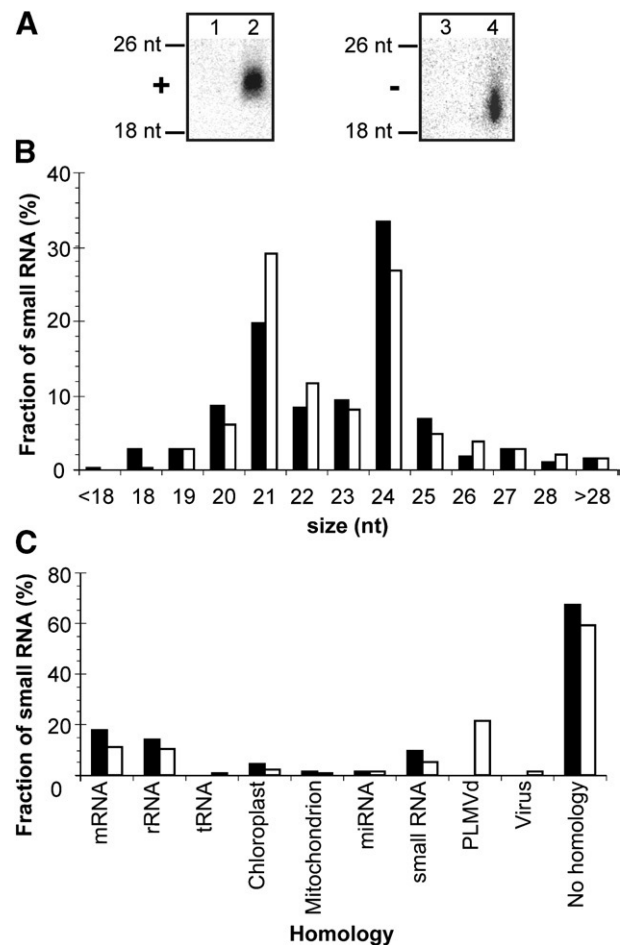 A
1 2
3 4
26 nt
26 nt
+
-
18 nt
18 nt
B
Fraction of small RNA (%)
40
30
20
10
0
<18 18 19 20 21 22 23 24 25 26 27 28 >28
size (nt)
C
Fraction of small RNA (%)
80
60
40
20
0
mRNA
rRNA
tRNA
Chloroplast
Mitochondrion
miRNA
small RNA
PLMVd
Virus
No homology
Homology